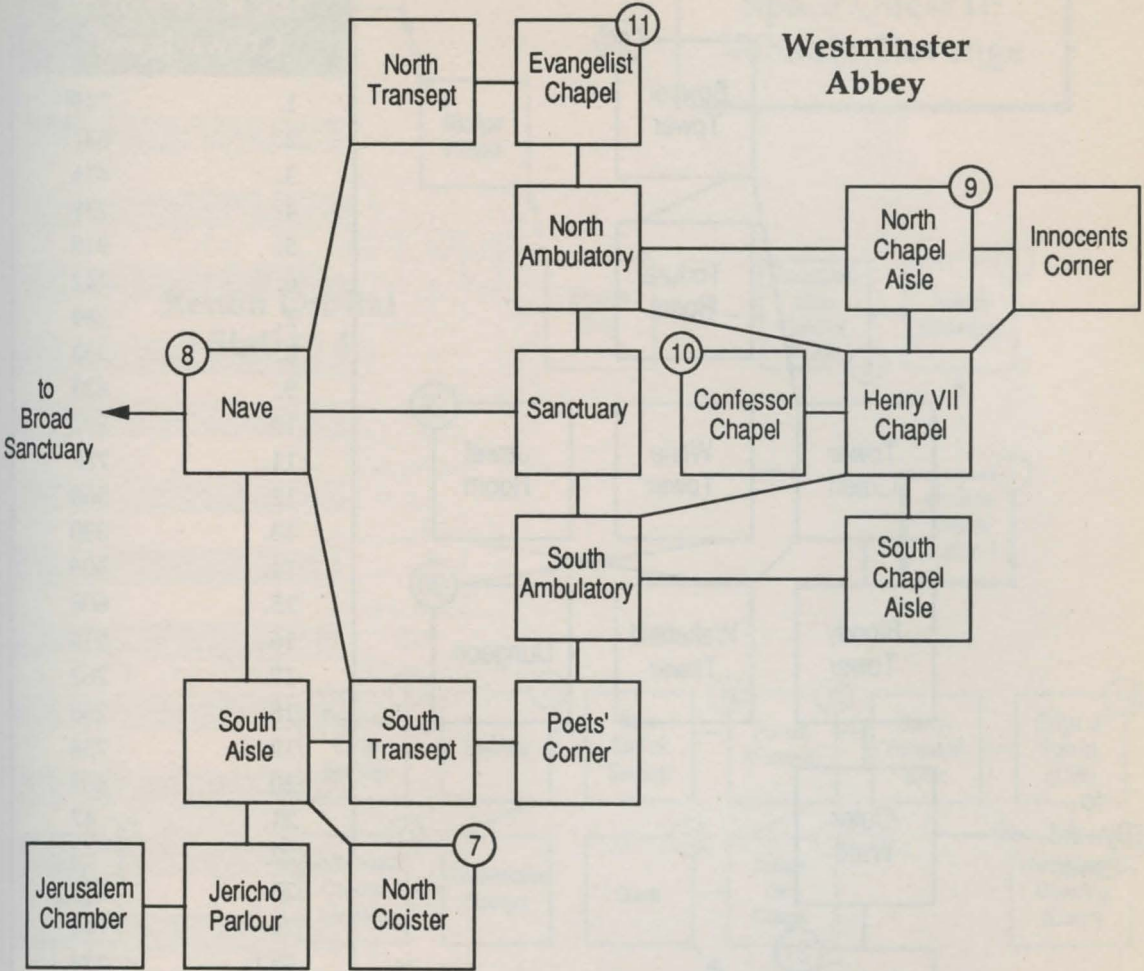 Westminster
Abbey
North
Transept
Evangelist
Chapel
11
North
Ambulatory
North
Chapel
Aisle
9
Innocents
Corner
to
Broad
Sanctuary
Nave
8
Sanctuary
Confessor
Chapel
10
Henry VII
Chapel
South
Ambulatory
South
Chapel
Aisle
South
Aisle
South
Transept
Poets'
Corner
Jerusalem
Chamber
Jericho
Parlour
North
Cloister
7